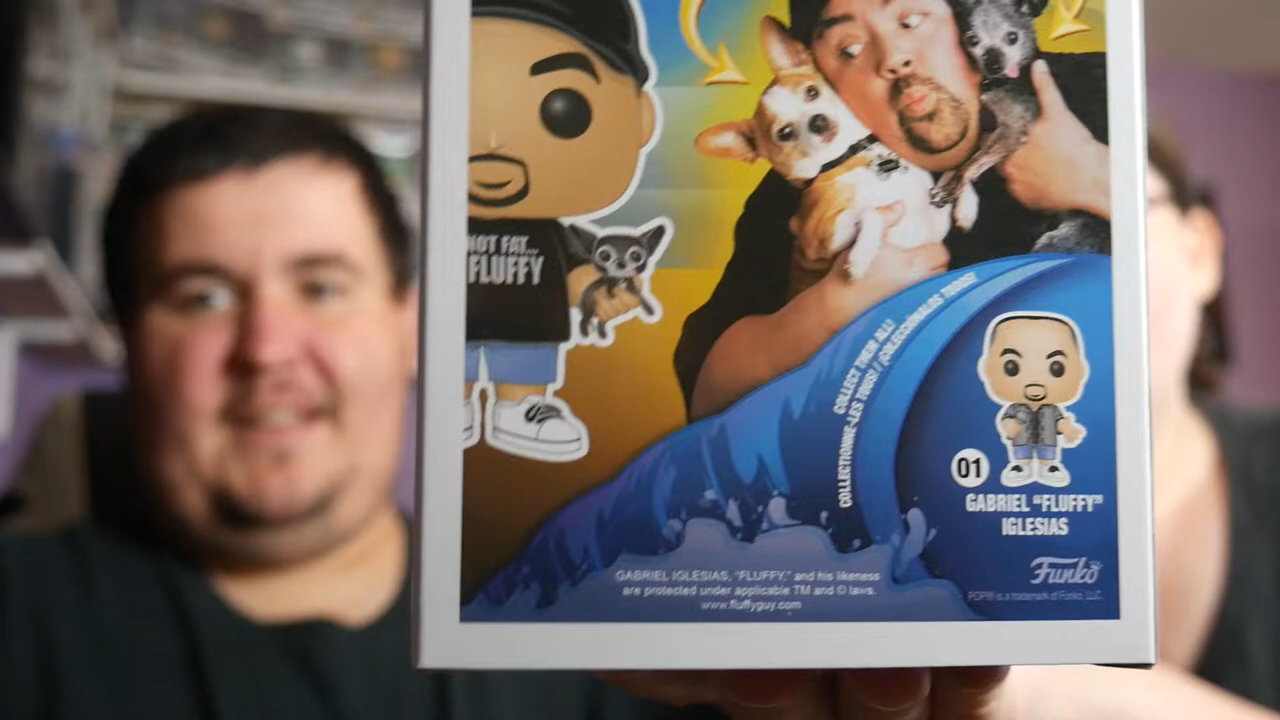 NOT FAT...
FLUFFY
COLLECT THEM ALL!
COLLECTIONNE-LES TOUS! / ¡COLECCIÓNALOS TODOS!
01
GABRIEL "FLUFFY"
IGLESIAS
Funko
POP!® is a trademark of Funko, LLC.
GABRIEL IGLESIAS, "FLUFFY," and his likeness
are protected under applicable TM and © laws.
www.fluffyguy.com